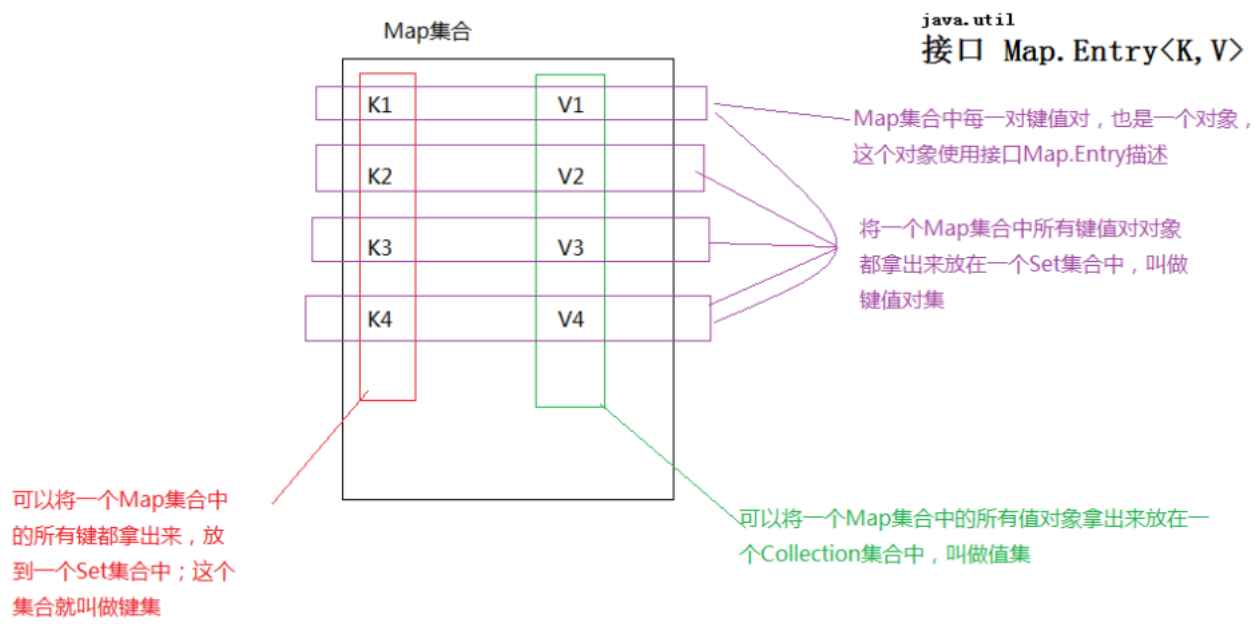 Map集合
java.util
接口 Map.Entry<K,V>
K1 V1
K2 V2
K3 V3
K4 V4
Map集合中每一对键值对，也是一个对象，
这个对象使用接口Map.Entry描述
将一个Map集合中所有键值对对象
都拿出来放在一个Set集合中，叫做
键值对集
可以将一个Map集合中
的所有键都拿出来，放
到一个Set集合中；这个
集合就叫做键集
可以将一个Map集合中的所有值对象拿出来放在一
个Collection集合中，叫做值集